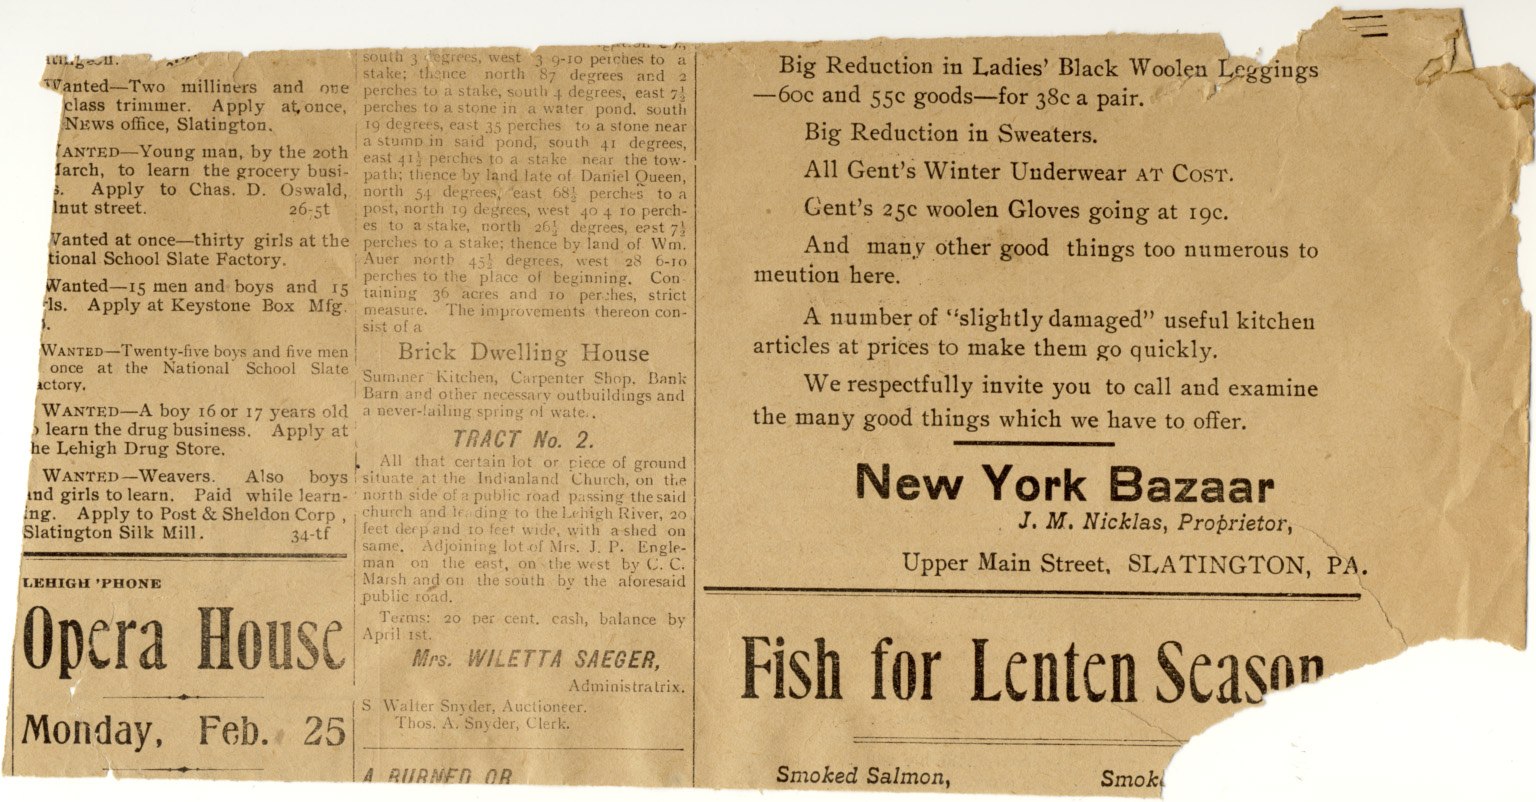 Wanted—Two milliners and one
class trimmer. Apply at once,
NEWS office, Slatington.
ANTED—Young man, by the 20th
arch, to learn the grocery busi-
s. Apply to Chas. D. Oswald,
lnut street. 26-5t
Wanted at once—thirty girls at the
tional School Slate Factory.
Wanted—15 men and boys and 15
ls. Apply at Keystone Box Mfg.
WANTED—Twenty-five boys and five men
once at the National School Slate
actory.
WANTED—A boy 16 or 17 years old
learn the drug business. Apply at
he Lehigh Drug Store.
WANTED—Weavers. Also boys
and girls to learn. Paid while learn-
ing. Apply to Post & Sheldon Corp,
Slatington Silk Mill. 34-tf
LEHIGH 'PHONE
Opera House
Monday, Feb. 25
south 3 degrees, west 3 9-10 perches to a
stake; thence north 87 degrees and 2
perches to a stake, south 4 degrees, east 7½
perches to a stone in a water pond. south
19 degrees, east 35 perches to a stone near
a stump in said pond, south 41 degrees,
east 41½ perches to a stake near the tow-
path; thence by land late of Daniel Queen,
north 54 degrees, east 68½ perches to a
post, north 19 degrees, west 40 4 10 perch-
es to a stake, north 26½ degrees, east 7½
perches to a stake; thence by land of Wm.
Auer north 45½ degrees, west 28 6-10
perches to the place of beginning. Con
taining 36 acres and 10 perches, strict
measure. The improvements thereon con-
sist of a
Brick Dwelling House
Summer Kitchen, Carpenter Shop, Bank
Barn and other necessary outbuildings and
a never-failing spring of water.
TRACT No. 2.
All that certain lot or piece of ground
situate at the Indianland Church, on the
north side of a public road passing the said
church and leading to the Lehigh River, 20
feet deep and 10 feet wide, with a shed on
same. Adjoining lot of Mrs. J. P. Engle-
man on the east, on the west by C. C.
Marsh and on the south by the aforesaid
public road.
Terms: 20 per cent. cash, balance by
April 1st.
Mrs. WILETTA SAEGER,
Administratrix.
S. Walter Snyder, Auctioneer.
Thos. A. Snyder, Clerk.
A BURNED OR
Big Reduction in Ladies' Black Woolen Leggings
—60c and 55c goods—for 38c a pair.
Big Reduction in Sweaters.
All Gent's Winter Underwear AT COST.
Gent's 25c woolen Gloves going at 19c.
And many other good things too numerous to
meution here.
A number of "slightly damaged" useful kitchen
articles at prices to make them go quickly.
We respectfully invite you to call and examine
the many good things which we have to offer.
New York Bazaar
J. M. Nicklas, Proprietor,
Upper Main Street, SLATINGTON, PA.
Fish for Lenten Season
Smoked Salmon, Smok